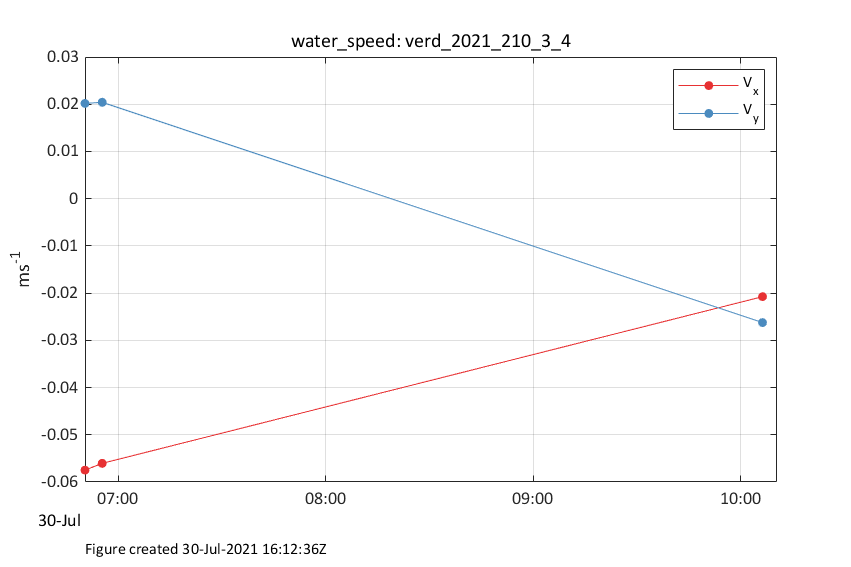 water_speed: verd_2021_210_3_4
0.03
0.02
0.01
0
-0.01
-0.02
-0.03
-0.04
-0.05
-0.06
ms-1
Vx
Vy
07:00
08:00
09:00
10:00
30-Jul
Figure created 30-Jul-2021 16:12:36Z